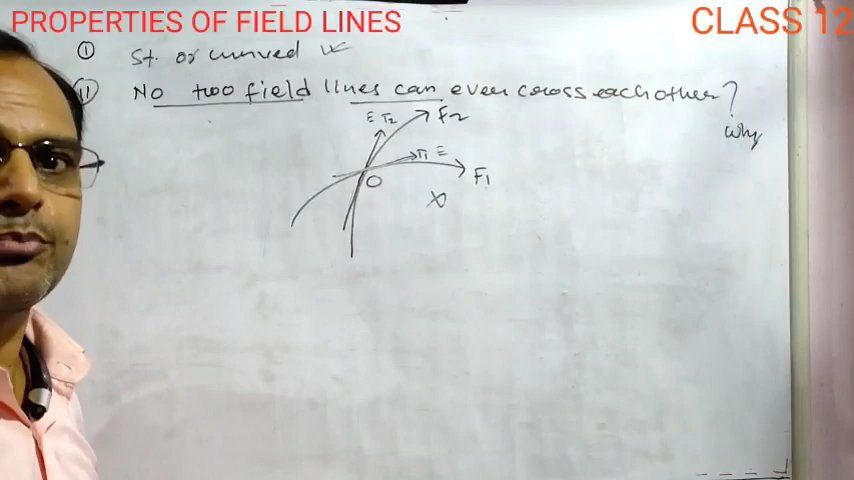 PROPERTIES OF FIELD LINES
CLASS 12
(I) St. or curved
(II) No two field lines can ever cross each other?
Why
E T2 F2
T1 E
O F1